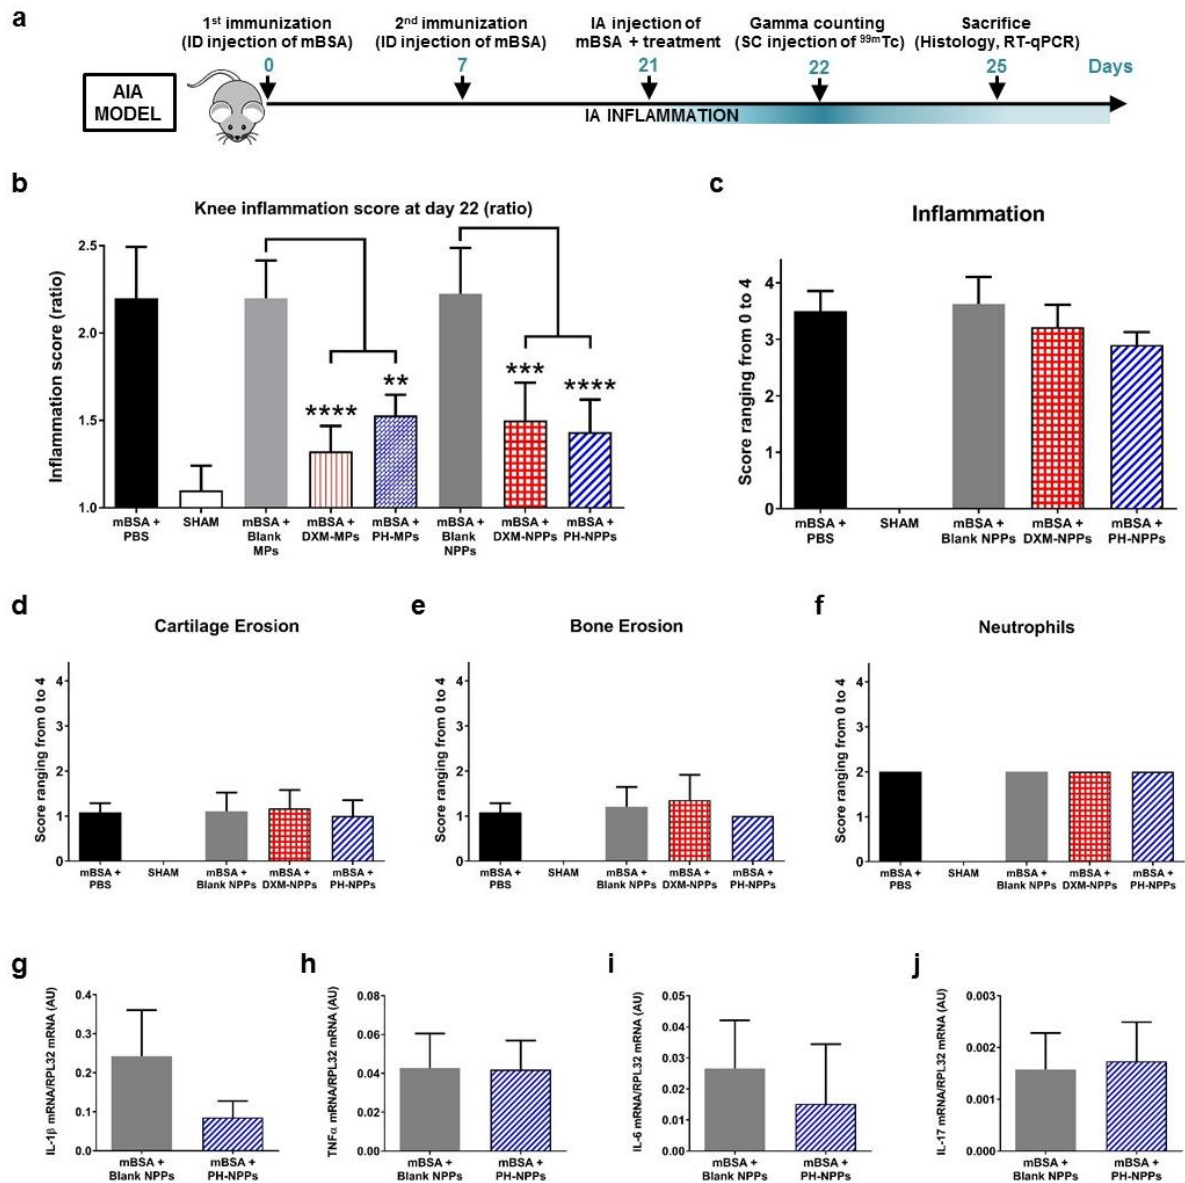 a
1st immunization
(ID injection of mBSA)
2nd immunization
(ID injection of mBSA)
IA injection of
mBSA + treatment
Gamma counting
(SC injection of 99mTc)
Sacrifice
(Histology, RT-qPCR)
0
7
21
22
25
Days
AIA
MODEL
IA INFLAMMATION
b
Knee inflammation score at day 22 (ratio)
Inflammation score (ratio)
2.5
2.0
1.5
1.0
****
**
***
****
mBSA +
PBS
SHAM
mBSA +
Blank
MPs
mBSA +
DXM-MPs
mBSA +
PH-MPs
mBSA +
Blank
NPPs
mBSA +
DXM-NPPs
mBSA +
PH-NPPs
c
Inflammation
Score ranging from 0 to 4
4
3
2
1
0
mBSA +
PBS
SHAM
mBSA +
Blank NPPs
mBSA +
DXM-NPPs
mBSA +
PH-NPPs
d
Cartilage Erosion
Score ranging from 0 to 4
4
3
2
1
0
mBSA +
PBS
SHAM
mBSA +
Blank NPPs
mBSA +
DXM-NPPs
mBSA +
PH-NPPs
e
Bone Erosion
Score ranging from 0 to 4
4
3
2
1
0
mBSA +
PBS
SHAM
mBSA +
Blank NPPs
mBSA +
DXM-NPPs
mBSA +
PH-NPPs
f
Neutrophils
Score ranging from 0 to 4
4
3
2
1
0
mBSA +
PBS
SHAM
mBSA +
Blank NPPs
mBSA +
DXM-NPPs
mBSA +
PH-NPPs
g
IL-1β mRNA/RPL32 mRNA (AU)
0.4
0.3
0.2
0.1
0.0
mBSA +
Blank NPPs
mBSA +
PH-NPPs
h
TNFα mRNA/RPL32 mRNA (AU)
0.08
0.06
0.04
0.02
0.00
mBSA +
Blank NPPs
mBSA +
PH-NPPs
i
IL-6 mRNA/RPL32 mRNA (AU)
0.05
0.04
0.03
0.02
0.01
0.00
mBSA +
Blank NPPs
mBSA +
PH-NPPs
j
IL-17 mRNA/RPL32 mRNA (AU)
0.003
0.002
0.001
0.000
mBSA +
Blank NPPs
mBSA +
PH-NPPs